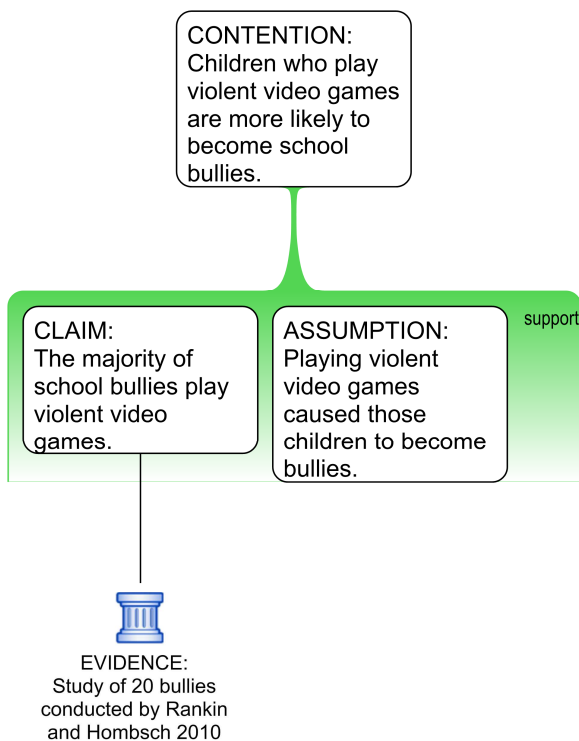 CONTENTION:
Children who play
violent video games
are more likely to
become school
bullies.
support
CLAIM:
The majority of
school bullies play
violent video
games.
ASSUMPTION:
Playing violent
video games
caused those
children to become
bullies.
EVIDENCE:
Study of 20 bullies
conducted by Rankin
and Hombsch 2010